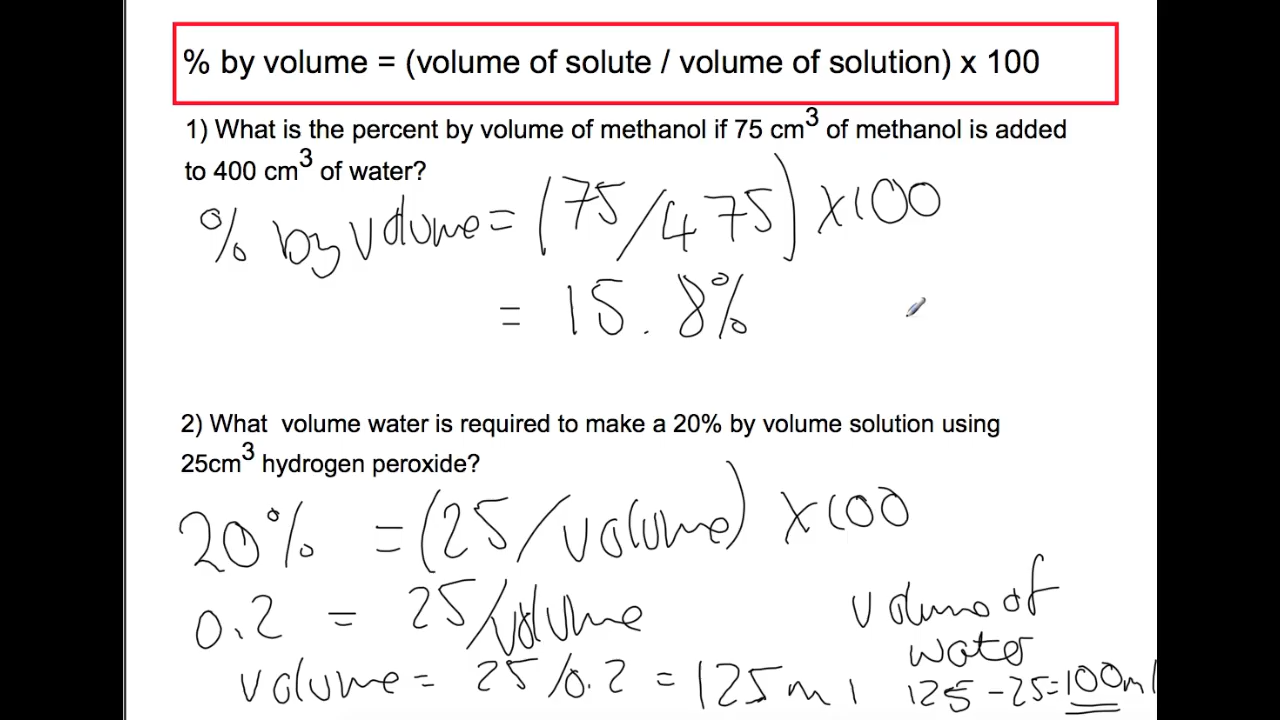 % by volume = (volume of solute / volume of solution) x 100
1) What is the percent by volume of methanol if 75 cm³ of methanol is added
to 400 cm³ of water?
% by volume = (75/475) x100
= 15.8%
2) What volume water is required to make a 20% by volume solution using
25cm³ hydrogen peroxide?
20% = (25/volume) x100
0.2 = 25/volume
volume = 25/0.2 = 125ml
volume of
water
125-25=100ml